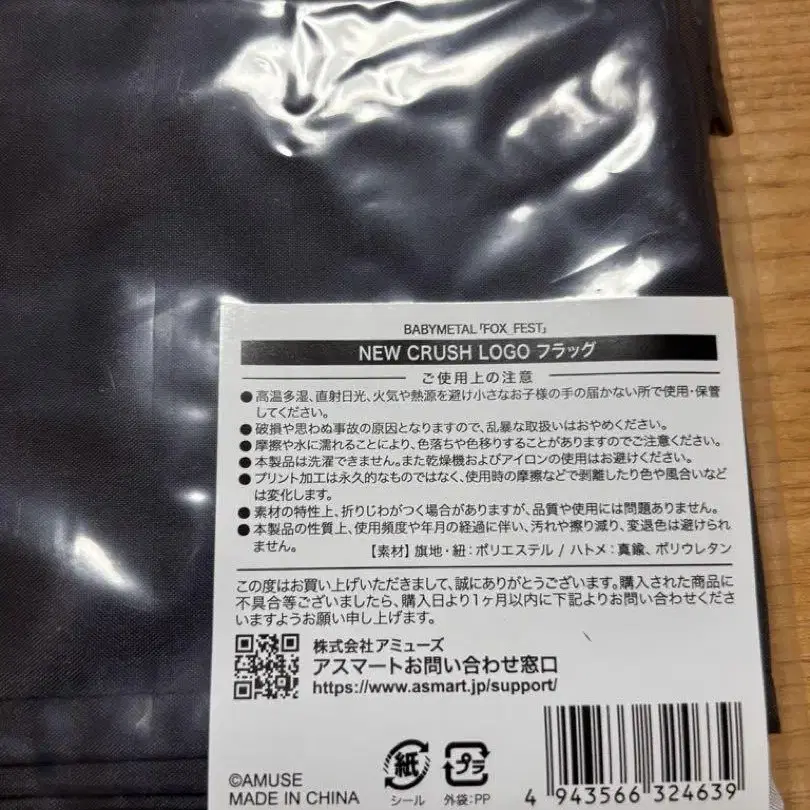 BABYMETAL「FOX_FEST」
NEW CRUSH LOGO フラッグ
ご使用上の注意
●高温多湿、直射日光、火気や熱源を避け小さなお子様の手の届かない所で使用・保管
してください。
●破損や思わぬ事故の原因となりますので、乱暴な取扱いはおやめください。
●摩擦や水に濡れることにより、色落ちや色移りすることがありますのでご注意ください。
●本製品は洗濯できません。また乾燥機およびアイロンの使用はお避けください。
●プリント加工は永久的なものではなく、使用時の摩擦などで剥離したり色や風合いなど
は変化します。
●素材の特性上、折りじわがつく場合がありますが、品質や使用には問題ありません。
●本製品の性質上、使用頻度や年月の経過に伴い、汚れや擦り減り、変退色は避けられ
ません。 【素材】旗地・紐：ポリエステル / ハトメ：真鍮、ポリウレタン
この度はお買い上げいただきまして、誠にありがとうございます。購入された商品に
不具合等ございましたら、購入日より1ヶ月以内に下記よりお問い合わせくださ
いますようお願い申し上げます。
株式会社アミューズ
アスマートお問い合わせ窓口
https://www.asmart.jp/support/
紙 プラ
シール 外袋：PP
©AMUSE
MADE IN CHINA
4 943566 324639